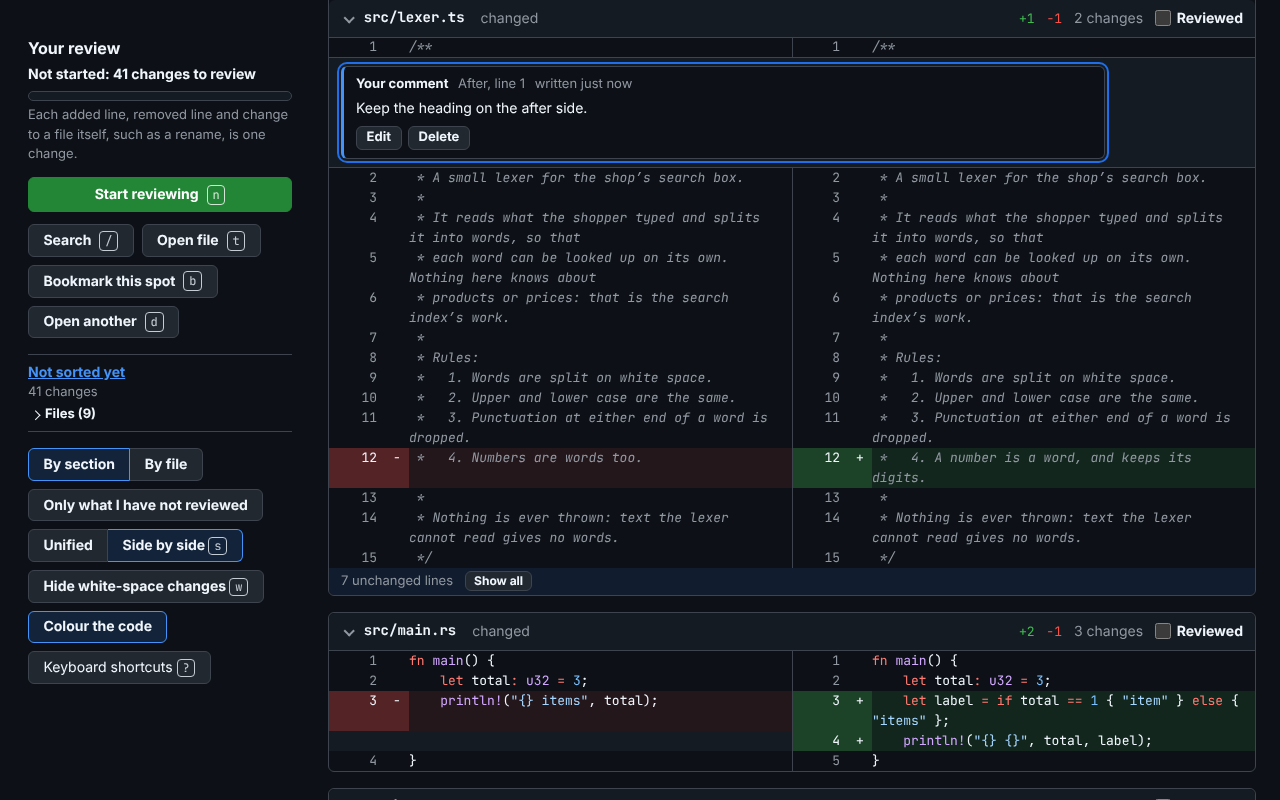 Your review
Not started: 41 changes to review
Each added line, removed line and change
to a file itself, such as a rename, is one
change.
Start reviewing n
Search / Open file t
Bookmark this spot b
Open another d
Not sorted yet
41 changes
Files (9)
By section By file
Only what I have not reviewed
Unified Side by side s
Hide white-space changes w
Colour the code
Keyboard shortcuts ?
src/lexer.ts changed +1 -1 2 changes Reviewed
1 /** 1 /**
Your comment After, line 1 written just now
Keep the heading on the after side.
Edit Delete
2 * A small lexer for the shop’s search box. 2 * A small lexer for the shop’s search box.
3 * 3 *
4 * It reads what the shopper typed and splits 4 * It reads what the shopper typed and splits
it into words, so that it into words, so that
5 * each word can be looked up on its own. 5 * each word can be looked up on its own.
Nothing here knows about Nothing here knows about
6 * products or prices: that is the search 6 * products or prices: that is the search
index’s work. index’s work.
7 * 7 *
8 * Rules: 8 * Rules:
9 *   1. Words are split on white space. 9 *   1. Words are split on white space.
10 *   2. Upper and lower case are the same. 10 *   2. Upper and lower case are the same.
11 *   3. Punctuation at either end of a word is 11 *   3. Punctuation at either end of a word is
dropped. dropped.
12 - *   4. Numbers are words too. 12 + *   4. A number is a word, and keeps its
digits.
13 * 13 *
14 * Nothing is ever thrown: text the lexer 14 * Nothing is ever thrown: text the lexer
cannot read gives no words. cannot read gives no words.
15 */ 15 */
7 unchanged lines Show all
src/main.rs changed +2 -1 3 changes Reviewed
1 fn main() { 1 fn main() {
2 let total: u32 = 3; 2 let total: u32 = 3;
3 - println!("{} items", total); 3 + let label = if total == 1 { "item" } else {
"items" };
4 + println!("{} {}", total, label);
4 } 5 }